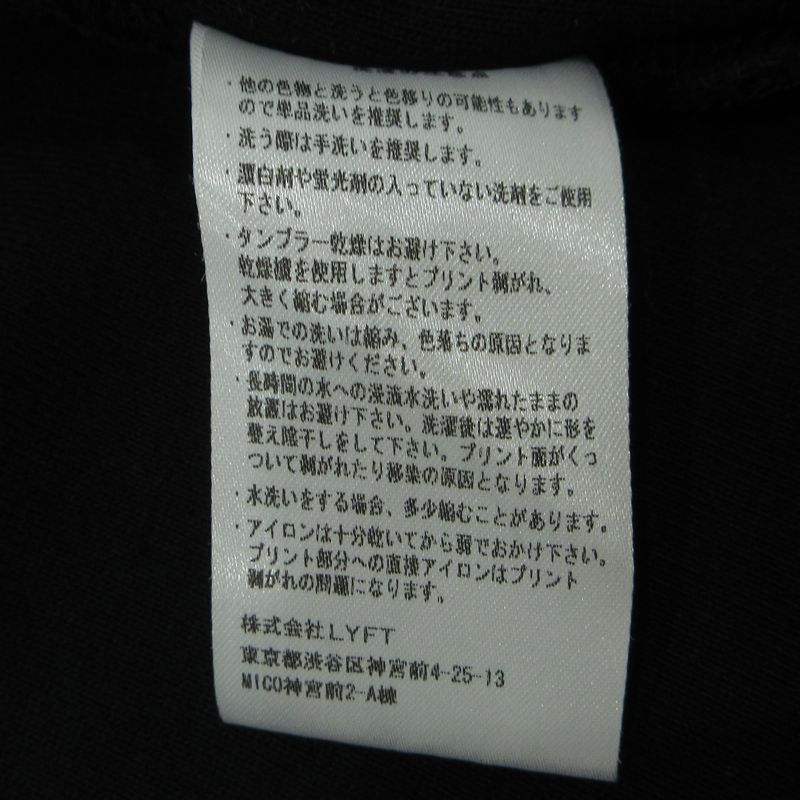 ・他の色物と洗うと色移りの可能性もあります
ので単品洗いを推奨します。
・洗う際は手洗いを推奨します。
・漂白剤や蛍光剤の入っていない洗剤をご使用
下さい。
・タンブラー乾燥はお避け下さい。
乾燥機を使用しますとプリント剥がれ、
大きく縮む場合がございます。
・お湯での洗いは縮み、色落ちの原因となりま
すのでお避けください。
・長時間の水への浸漬水洗いや濡れたままの
放置はお避け下さい。洗濯後は速やかに形を
整え陰干しをして下さい。プリント面がくっ
ついて剥がれたり移染の原因となります。
・水洗いをする場合、多少縮むことがあります。
・アイロンは十分乾いてから弱でおかけ下さい。
プリント部分への直接アイロンはプリント
剥がれの問題になります。
株式会社LYFT
東京都渋谷区神宮前4-25-13
MICO神宮前2-A棟